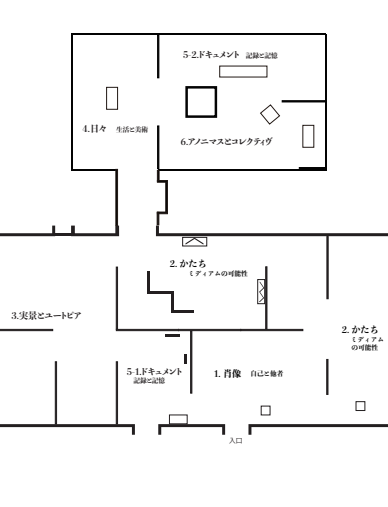 5-2.ドキュメント 記録と記憶
4.日々 生活と美術
6.アノニマスとコレクティヴ
2. かたち
ミディアムの可能性
3.実景とユートピア
2. かたち
ミディアム
の可能性
5-1.ドキュメント
記録と記憶
1. 肖像 自己と他者
入口